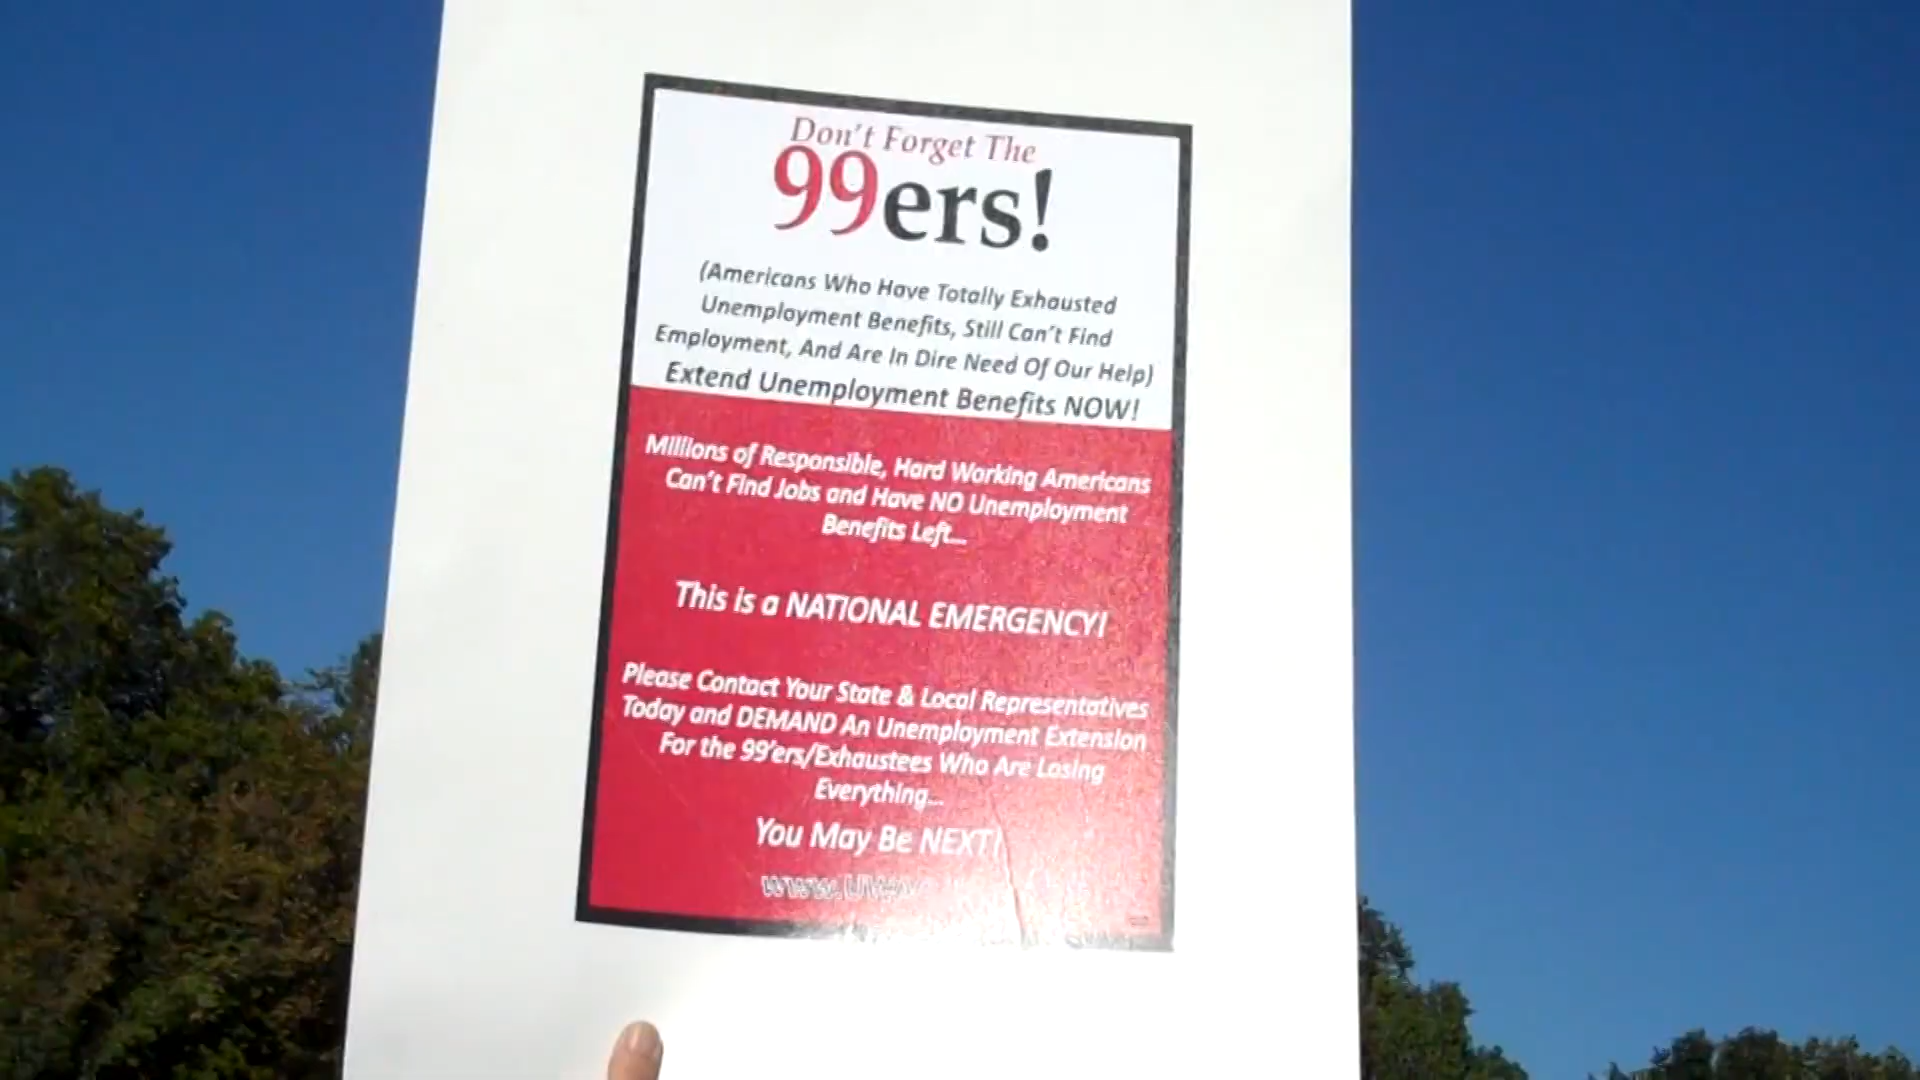 Don't Forget The
99ers!
(Americans Who Have Totally Exhausted
Unemployment Benefits, Still Can't Find
Employment, And Are In Dire Need Of Our Help)
Extend Unemployment Benefits NOW!
Millions of Responsible, Hard Working Americans
Can't Find Jobs and Have NO Unemployment
Benefits Left...
This is a NATIONAL EMERGENCY!
Please Contact Your State & Local Representatives
Today and DEMAND An Unemployment Extension
For the 99'ers/Exhaustees Who Are Losing
Everything...
You May Be NEXT!